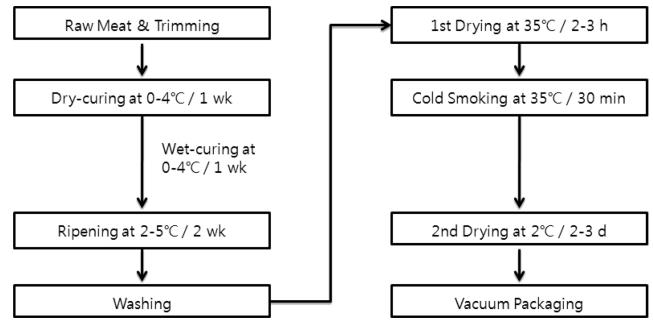 Raw Meat & Trimming
Dry-curing at 0-4℃ / 1 wk
Wet-curing at
0-4℃ / 1 wk
Ripening at 2-5℃ / 2 wk
Washing
1st Drying at 35℃ / 2-3 h
Cold Smoking at 35℃ / 30 min
2nd Drying at 2℃ / 2-3 d
Vacuum Packaging